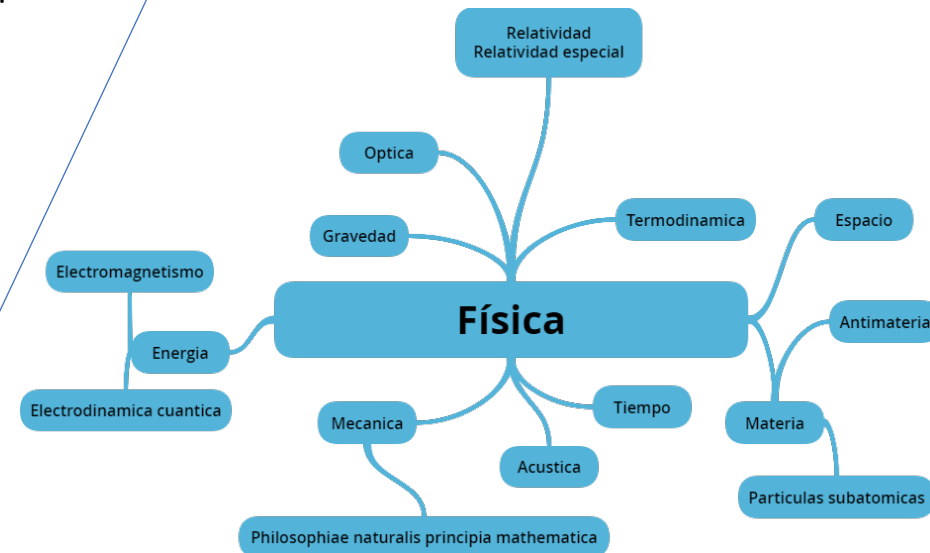 Relatividad
Relatividad especial
Optica
Termodinamica
Espacio
Gravedad
Electromagnetismo
Física
Antimateria
Energia
Electrodinamica cuantica
Mecanica
Tiempo
Materia
Acustica
Particulas subatomicas
Philosophiae naturalis principia mathematica